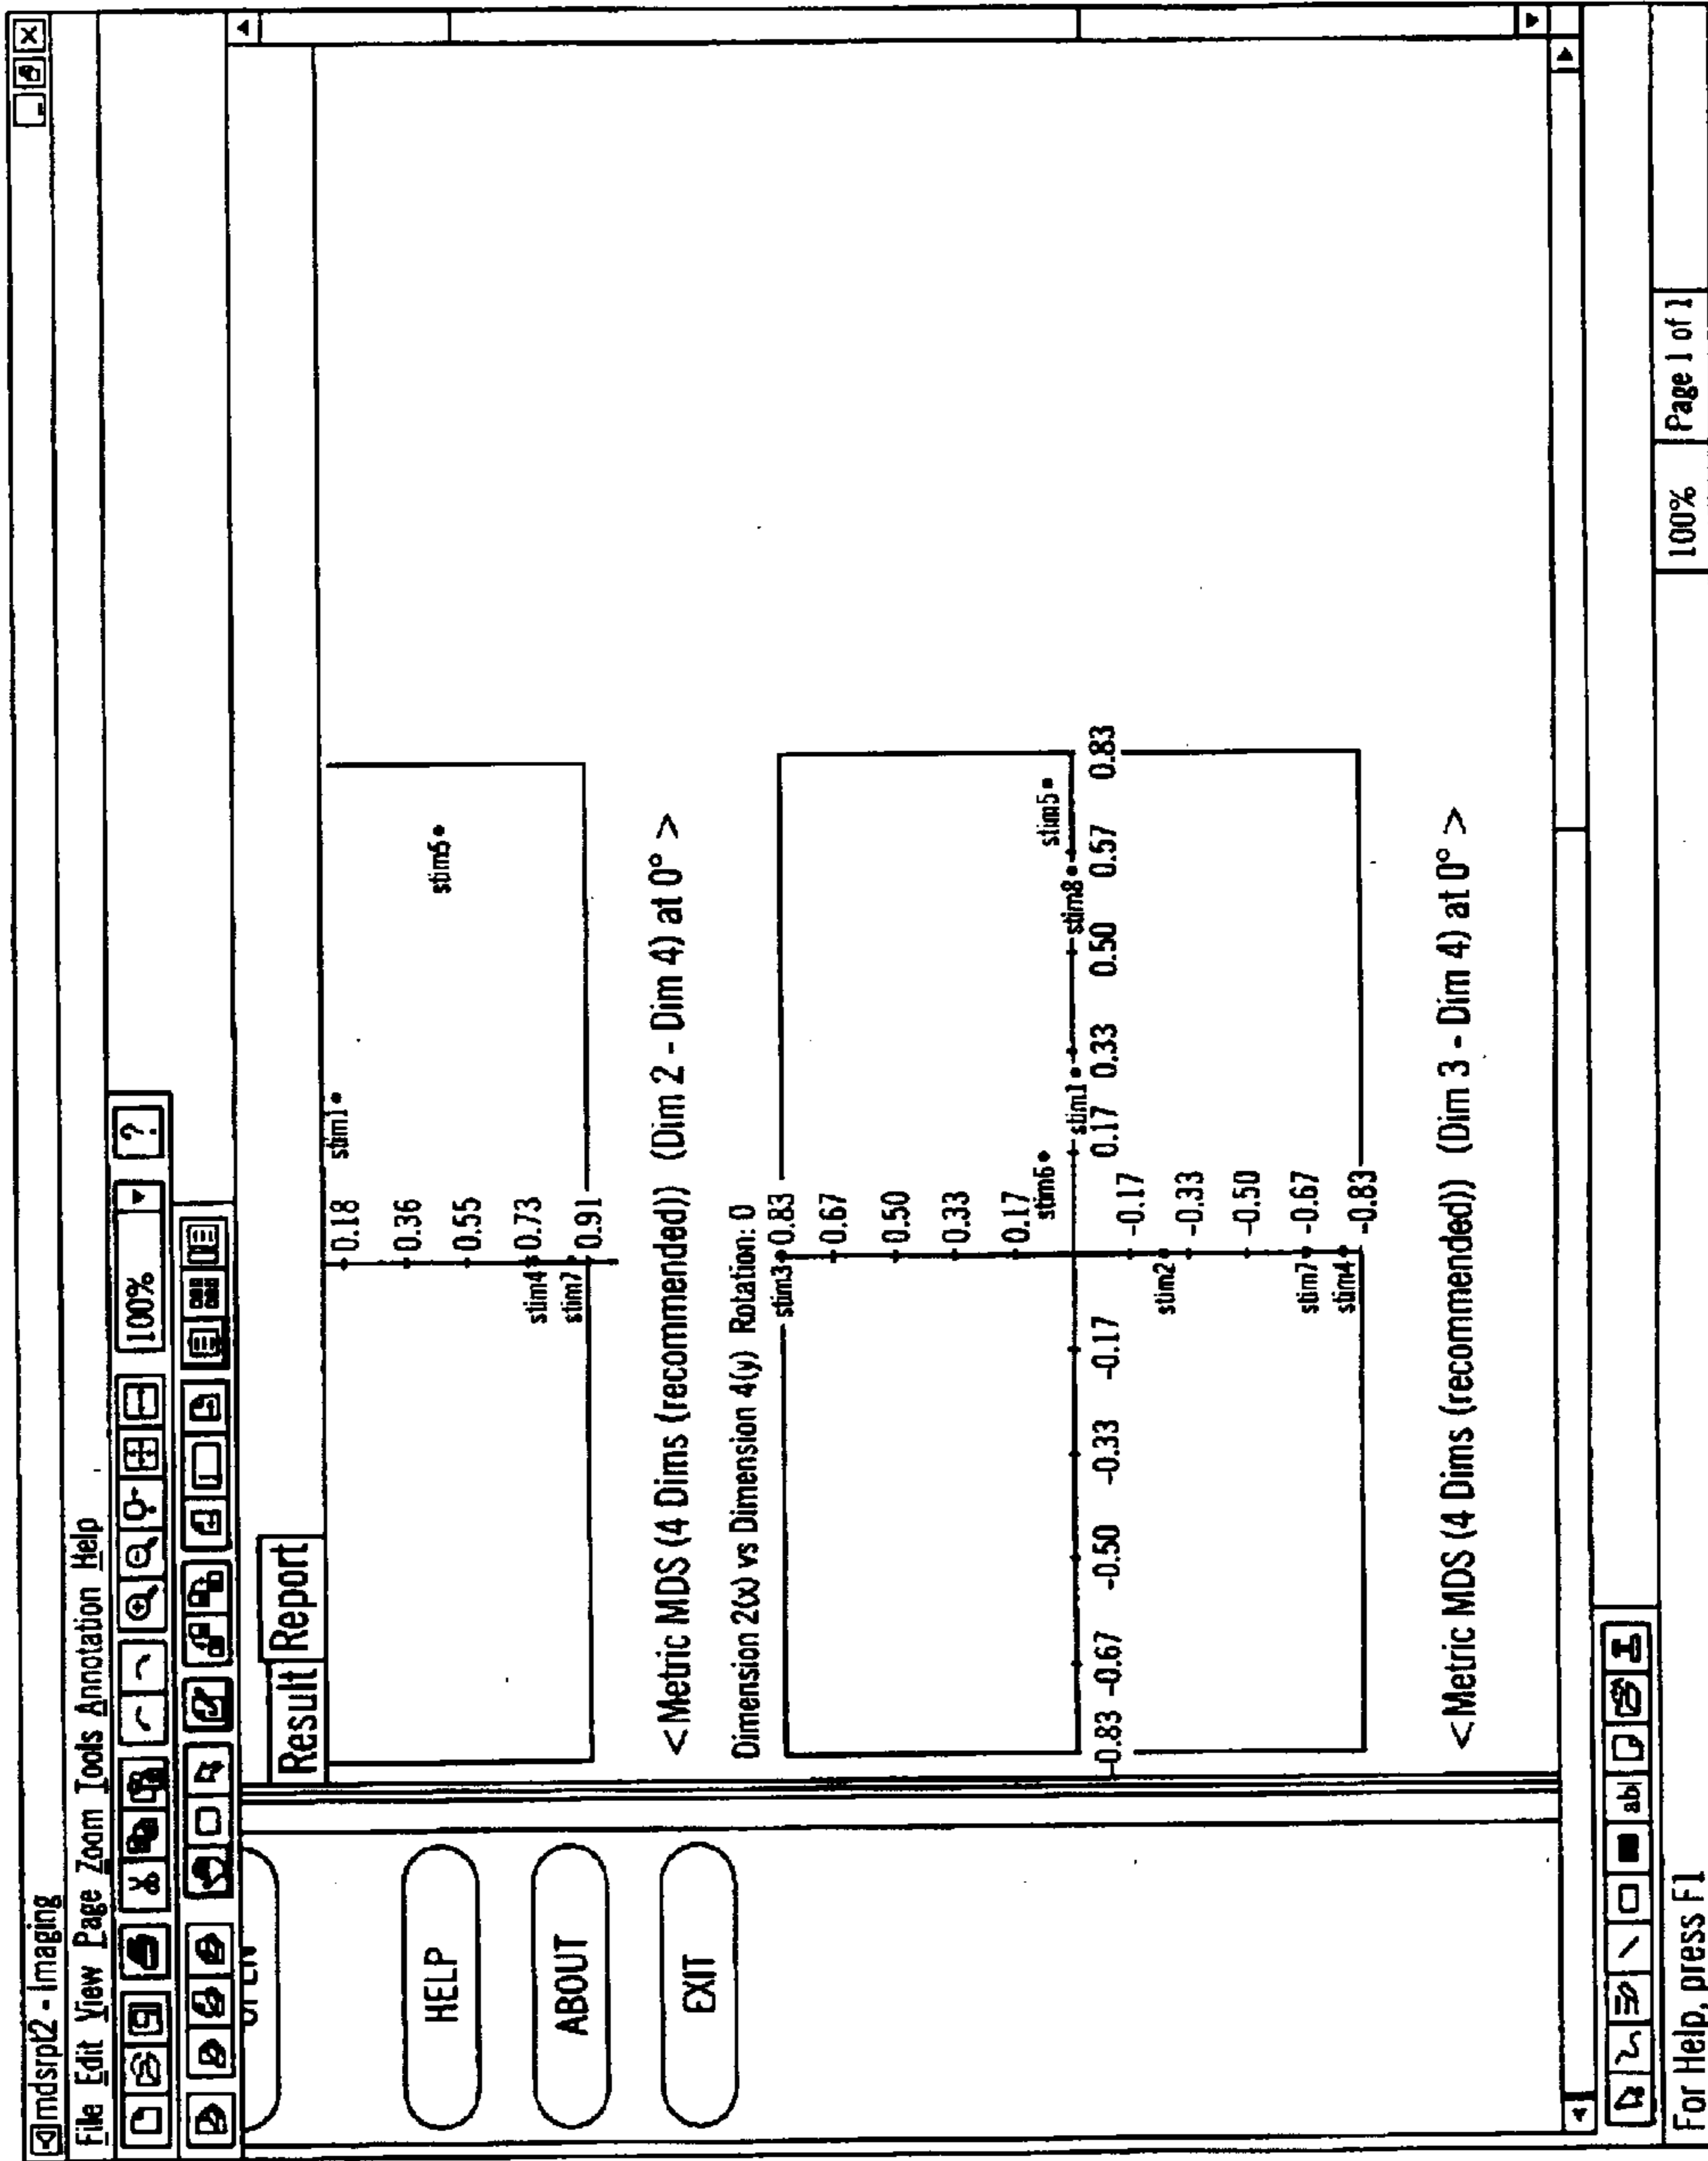 mdsrpt2 - Imaging
File Edit View Page Zoom Tools Annotation Help
100% ?
Result Report
HELP
ABOUT
EXIT
stim1
0.18
0.36
stim5
0.55
0.73
stim4
0.91
stim7
<Metric MDS (4 Dims (recommended)) (Dim 2 - Dim 4) at 0° >
Dimension 2(x) vs Dimension 4(y) Rotation: 0
stim3 0.83
0.67
0.50
0.33
0.17
stim6 stim5
stim1 stim8
-0.83 -0.67 -0.50 -0.33 -0.17 0.17 0.33 0.50 0.67 0.83
-0.17
stim2
-0.33
-0.50
-0.67
stim7
stim4
-0.83
<Metric MDS (4 Dims (recommended)) (Dim 3 - Dim 4) at 0° >
ab
For Help, press F1
100% Page 1 of 1